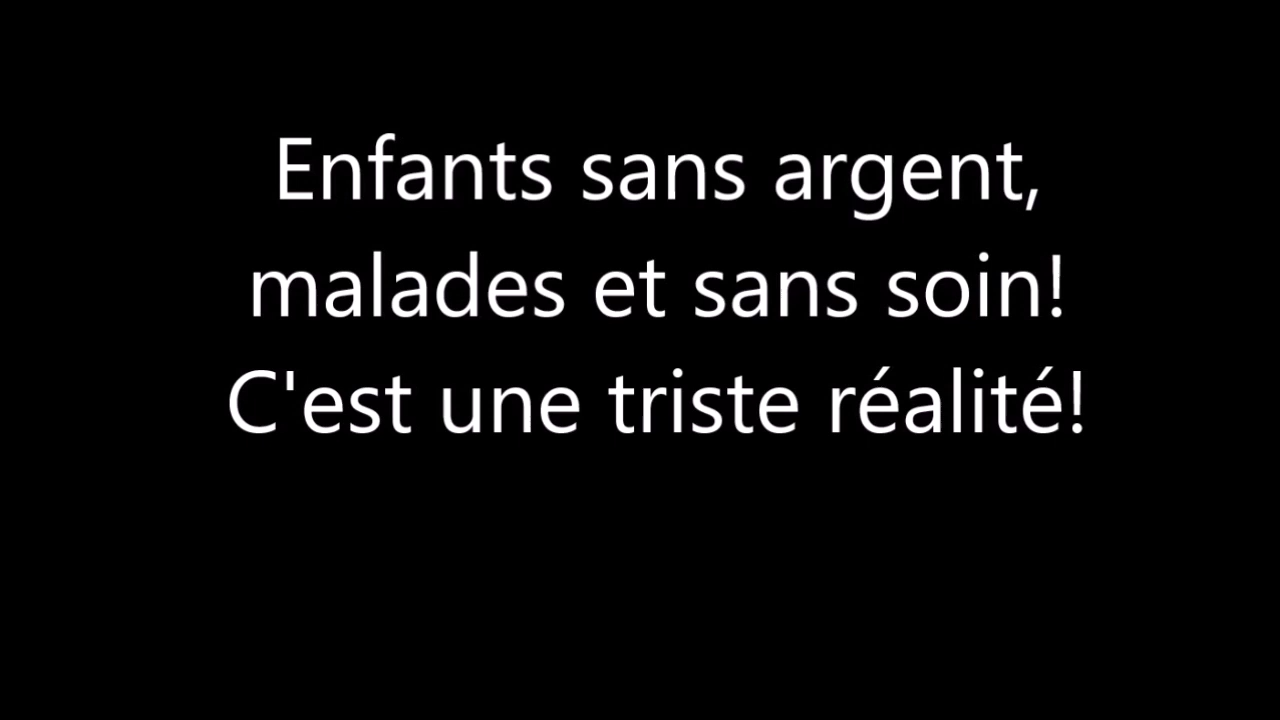 Enfants sans argent,
malades et sans soin!
C'est une triste réalité!